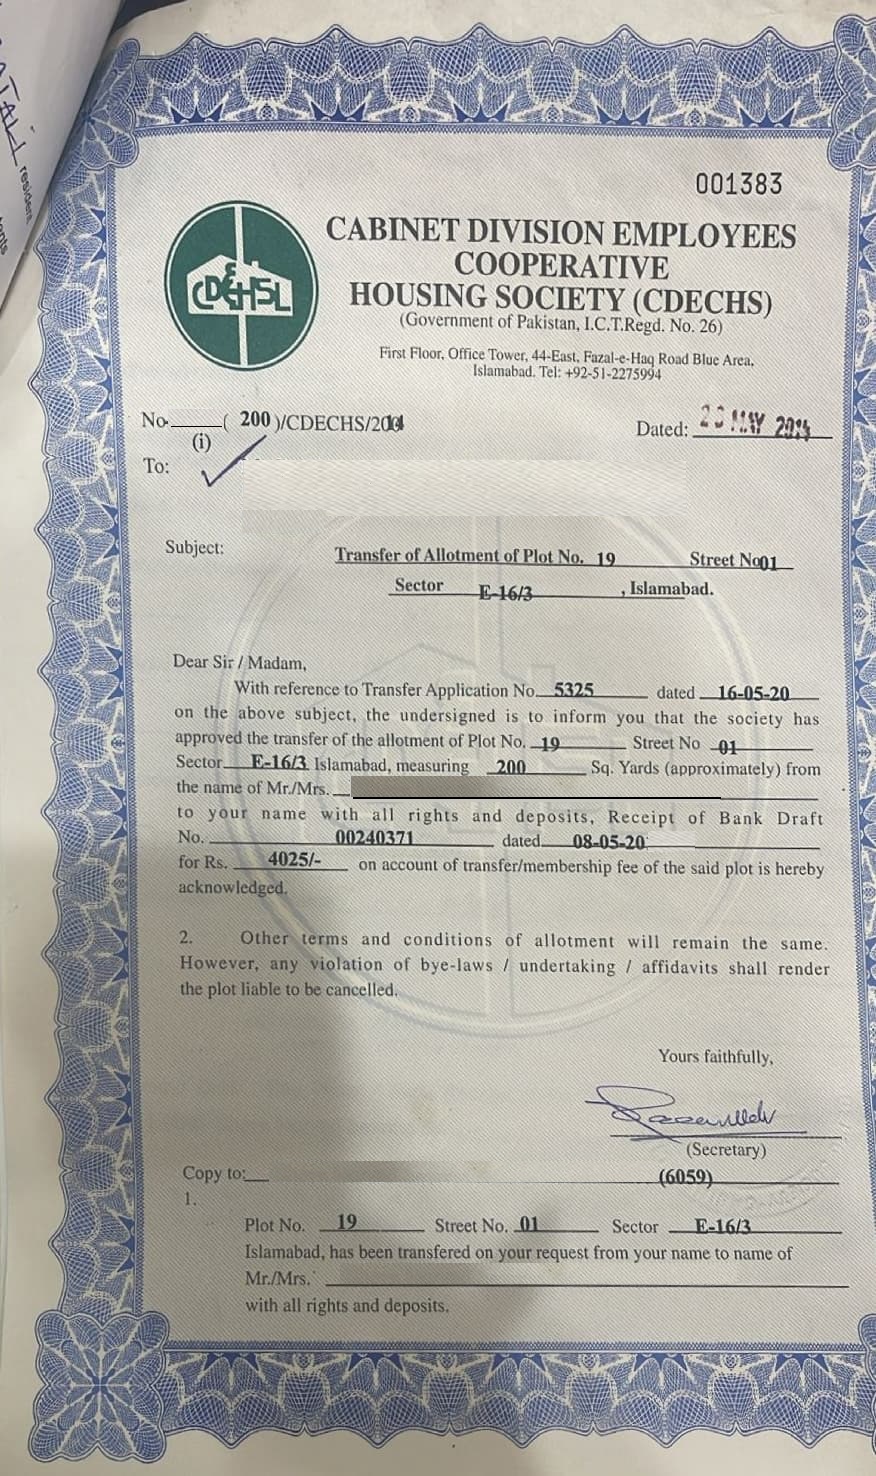 001383
CDEHSL
CABINET DIVISION EMPLOYEES
COOPERATIVE
HOUSING SOCIETY (CDECHS)
(Government of Pakistan, I.C.T.Regd. No. 26)
First Floor, Office Tower, 44-East, Fazal-e-Haq Road Blue Area,
Islamabad. Tel: +92-51-2275994
No. ( 200 )/CDECHS/2014
Dated: MAY
(i)
To:
Subject:
Transfer of Allotment of Plot No. 19 Street No 01
Sector E-16/3 , Islamabad.
Dear Sir / Madam,
With reference to Transfer Application No. 5325 dated 16-05-20
on the above subject, the undersigned is to inform you that the society has
approved the transfer of the allotment of Plot No. 19 Street No 01
Sector E-16/3 Islamabad, measuring 200 Sq. Yards (approximately) from
the name of Mr./Mrs.
to your name with all rights and deposits, Receipt of Bank Draft
No. 00240371 dated 08-05-20
for Rs. 4025/- on account of transfer/membership fee of the said plot is hereby
acknowledged.
2. Other terms and conditions of allotment will remain the same.
However, any violation of bye-laws / undertaking / affidavits shall render
the plot liable to be cancelled.
Yours faithfully,
(Secretary)
Copy to: (6059)
1.
Plot No. 19 Street No. 01 Sector E-16/3
Islamabad, has been transfered on your request from your name to name of
Mr./Mrs.
with all rights and deposits.